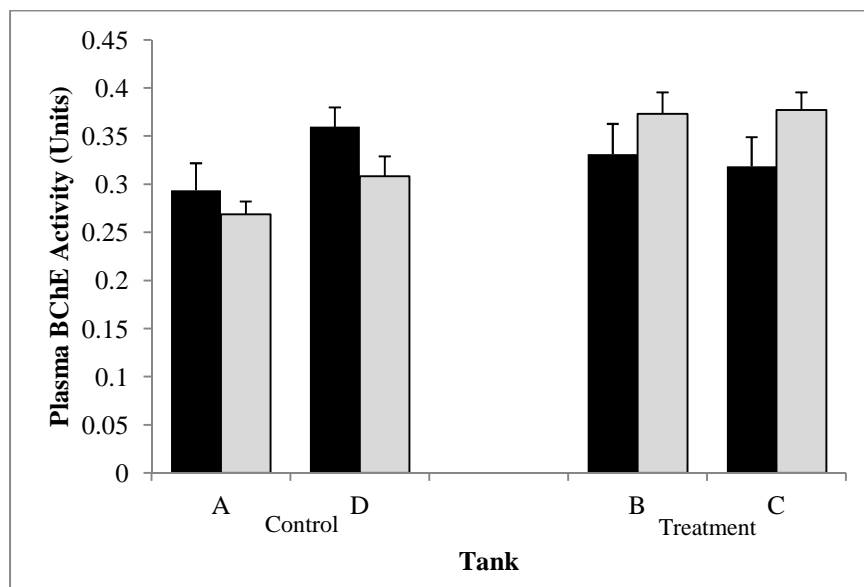 Plasma BChE Activity (Units)
0.45
0.4
0.35
0.3
0.25
0.2
0.15
0.1
0.05
0
A D B C
Control Treatment
Tank